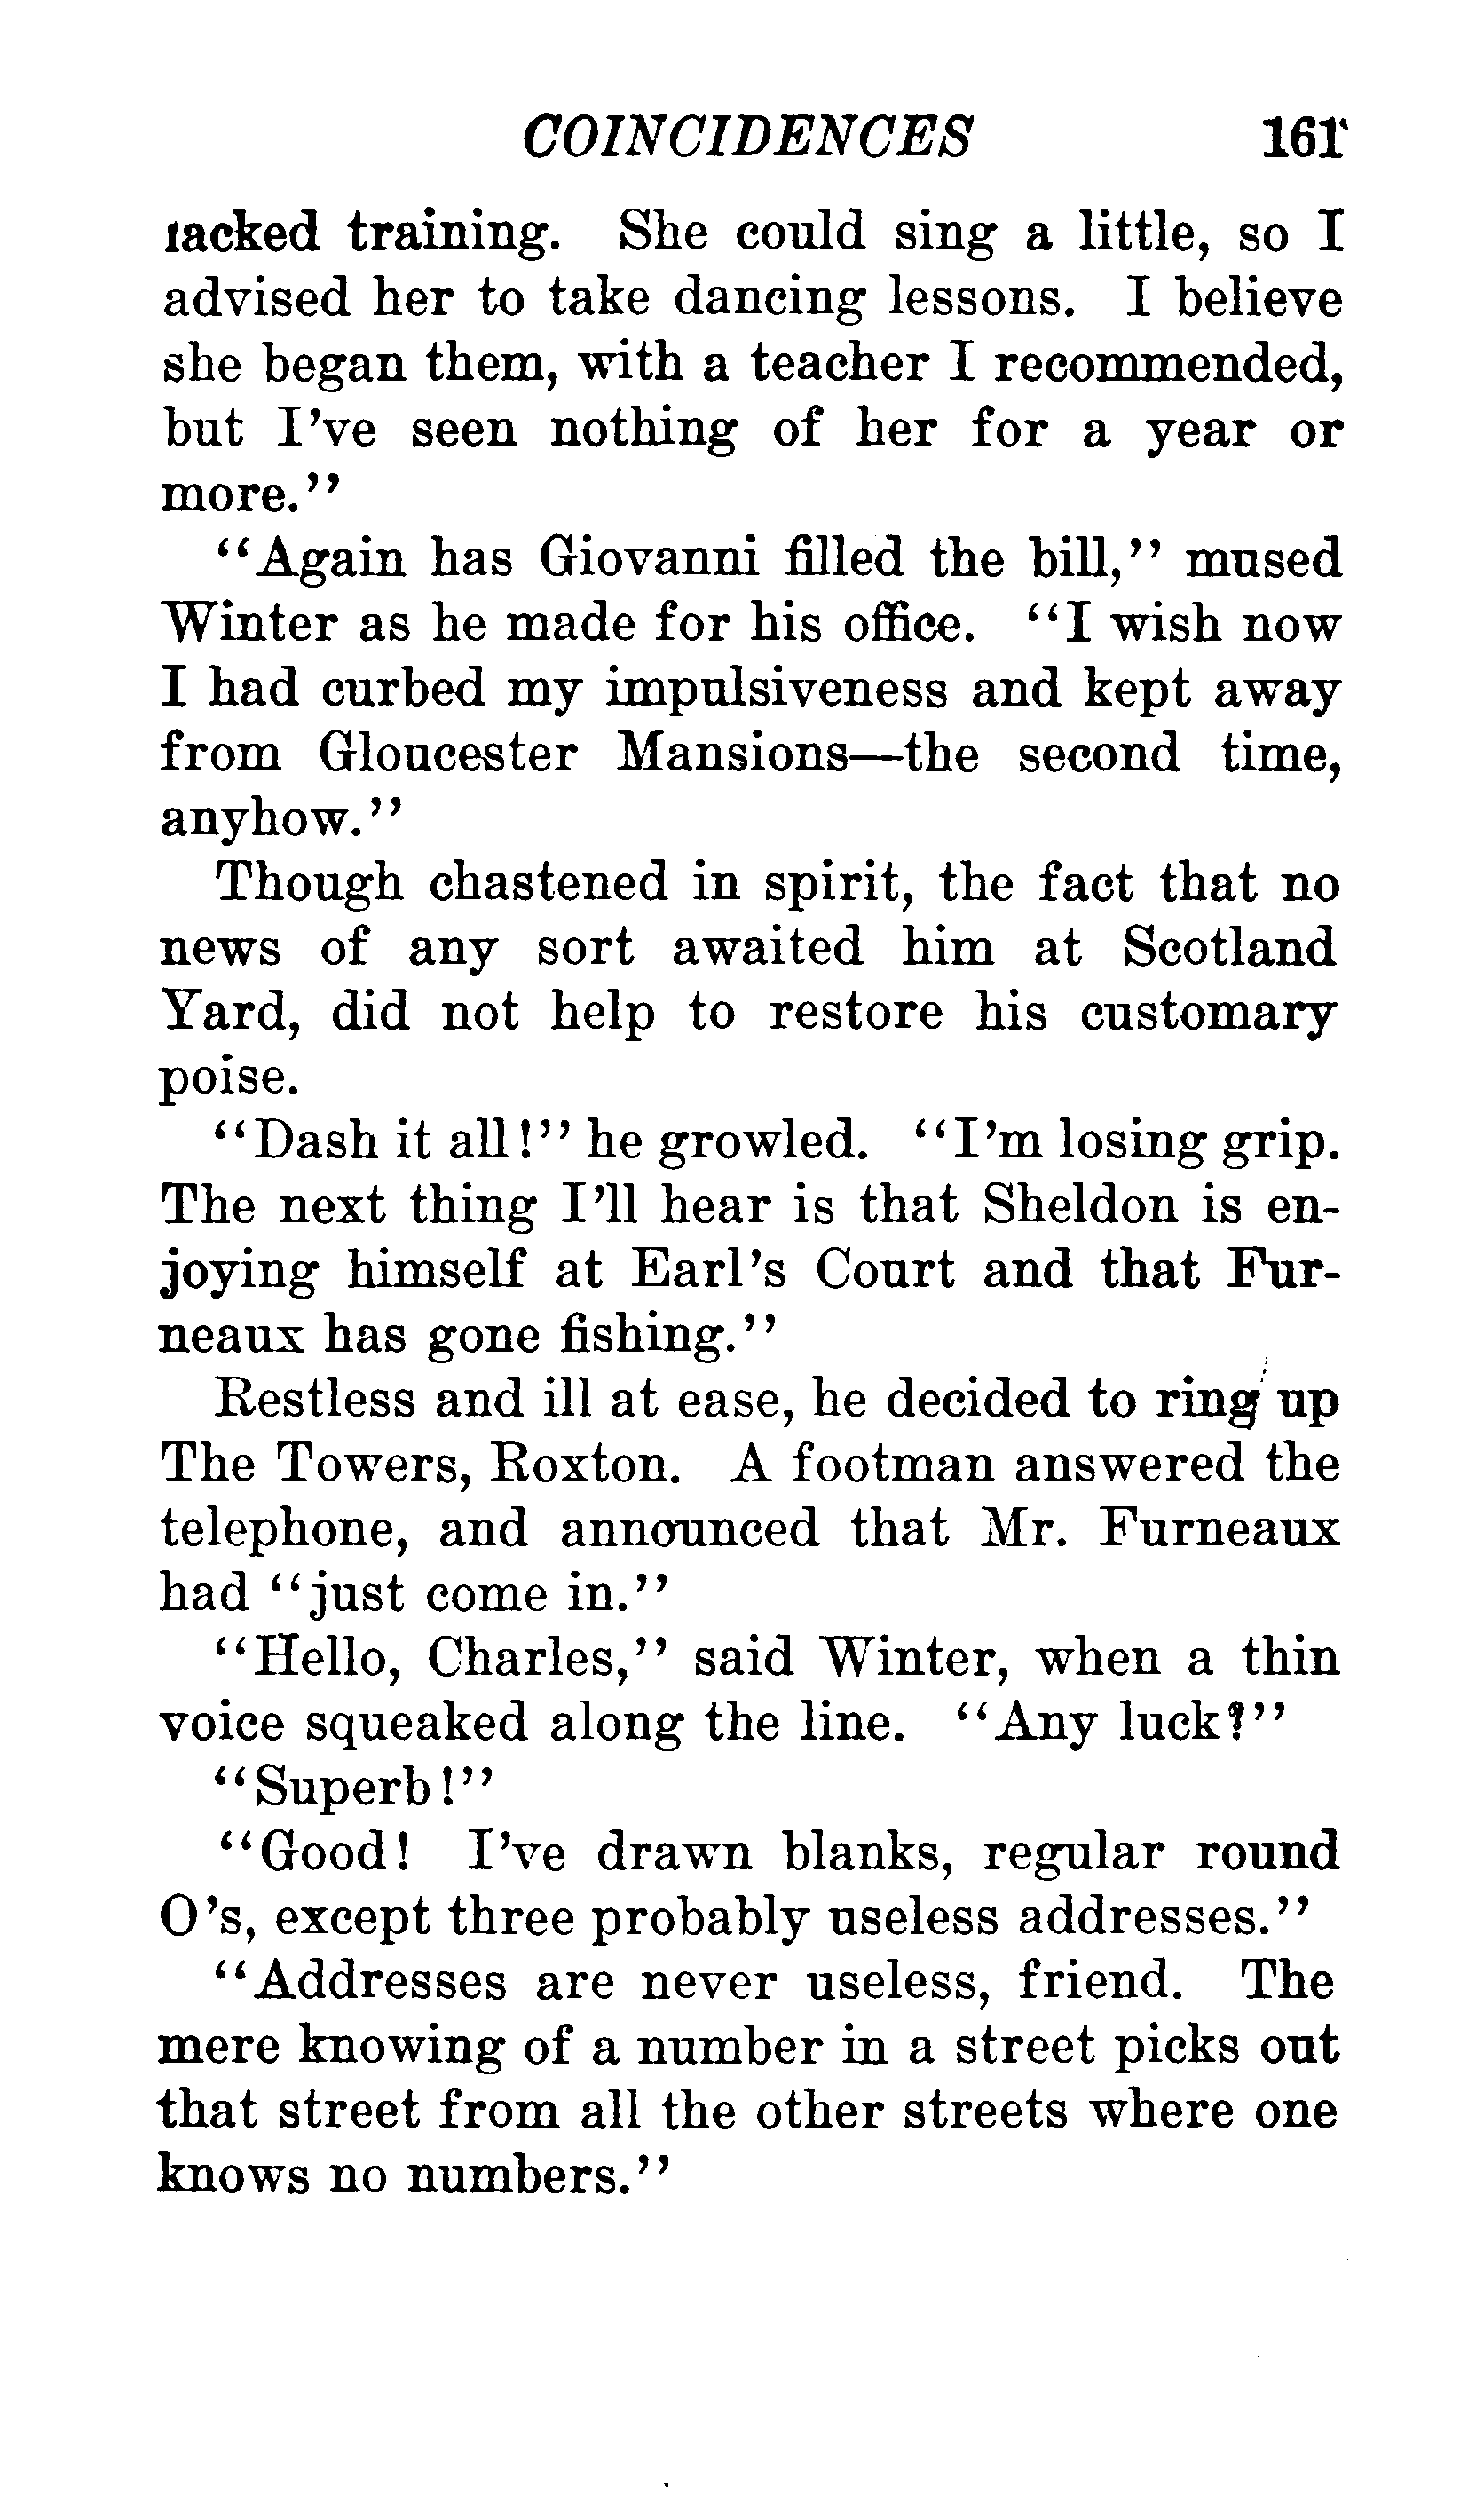 COINCIDENCES 161
lacked training. She could sing a little, so I
advised her to take dancing lessons. I believe
she began them, with a teacher I recommended,
but I've seen nothing of her for a year or
more."
"Again has Giovanni filled the bill," mused
Winter as he made for his office. "I wish now
I had curbed my impulsiveness and kept away
from Gloucester Mansions—the second time,
anyhow."
Though chastened in spirit, the fact that no
news of any sort awaited him at Scotland
Yard, did not help to restore his customary
poise.
"Dash it all!" he growled. "I'm losing grip.
The next thing I'll hear is that Sheldon is en-
joying himself at Earl's Court and that Fur-
neaux has gone fishing."
Restless and ill at ease, he decided to ring up
The Towers, Roxton. A footman answered the
telephone, and announced that Mr. Furneaux
had "just come in."
"Hello, Charles," said Winter, when a thin
voice squeaked along the line. "Any luck?"
"Superb!"
"Good! I've drawn blanks, regular round
O's, except three probably useless addresses."
"Addresses are never useless, friend. The
mere knowing of a number in a street picks out
that street from all the other streets where one
knows no numbers."